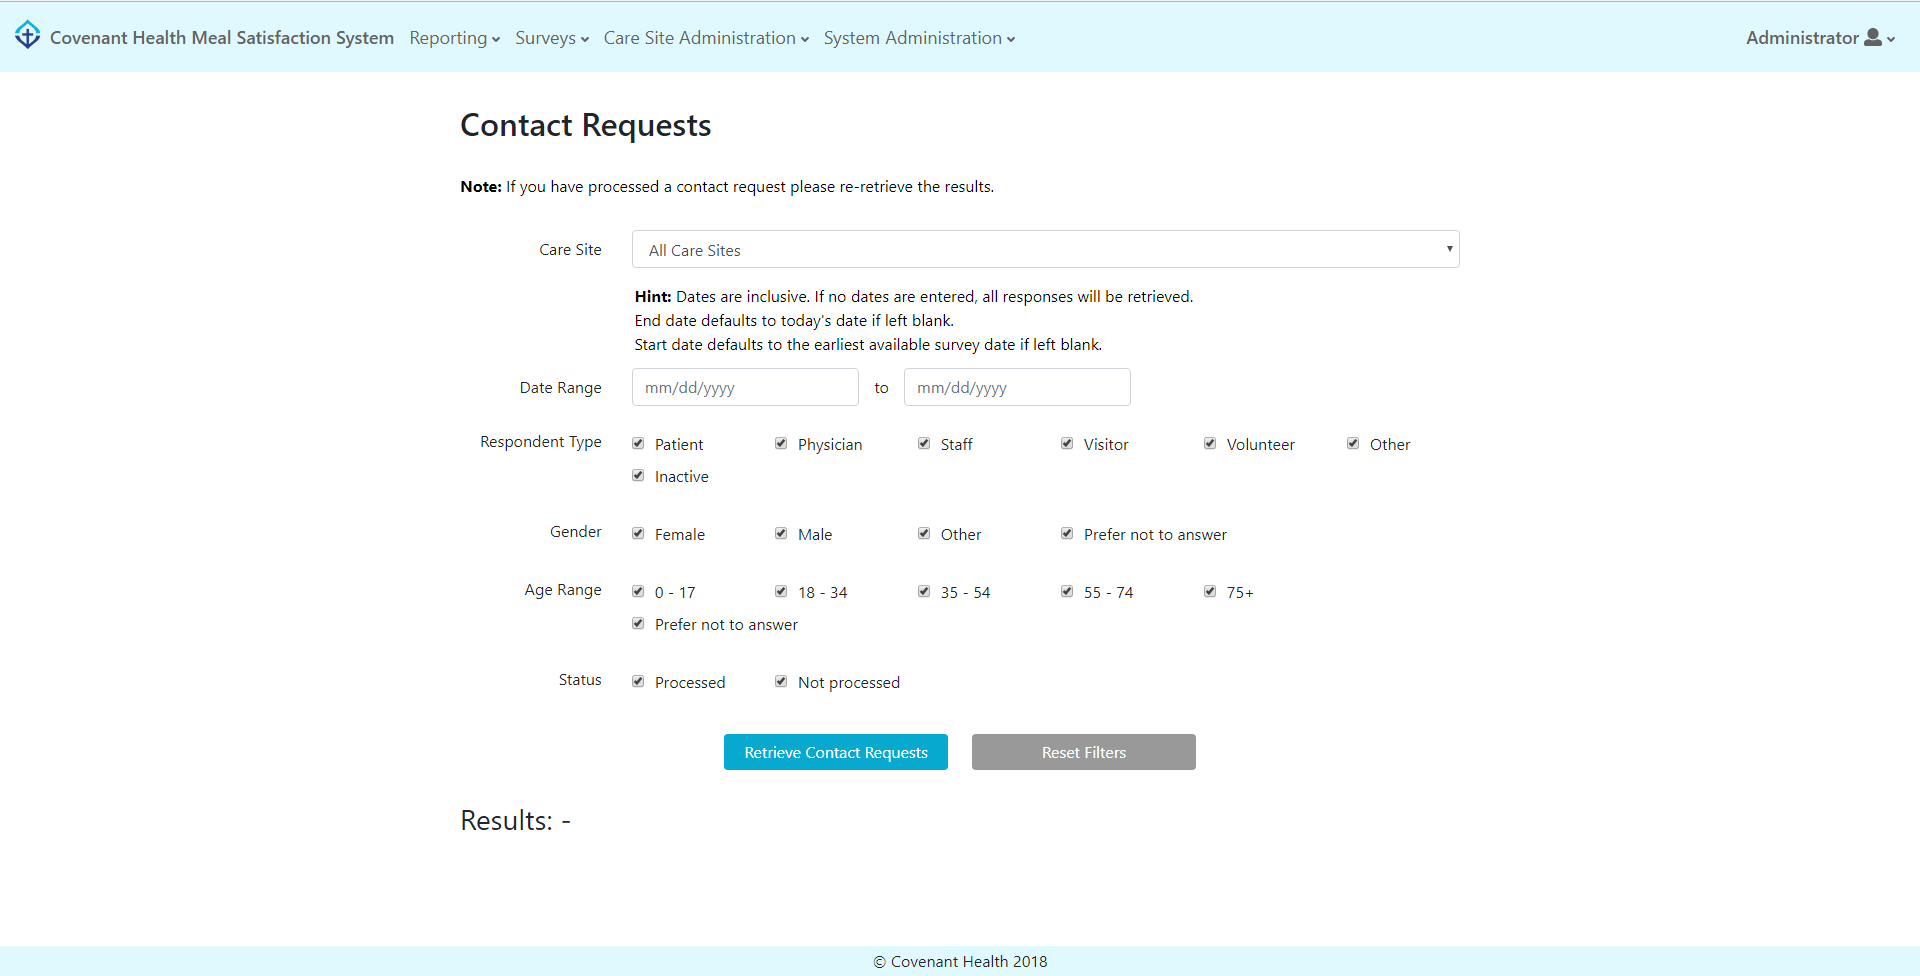 Covenant Health Meal Satisfaction System Reporting Surveys Care Site Administration System Administration Administrator
Contact Requests
Note: If you have processed a contact request please re-retrieve the results.
Care Site All Care Sites
Hint: Dates are inclusive. If no dates are entered, all responses will be retrieved.
End date defaults to today's date if left blank.
Start date defaults to the earliest available survey date if left blank.
Date Range mm/dd/yyyy to mm/dd/yyyy
Respondent Type Patient Physician Staff Visitor Volunteer Other
Inactive
Gender Female Male Other Prefer not to answer
Age Range 0 - 17 18 - 34 35 - 54 55 - 74 75+
Prefer not to answer
Status Processed Not processed
Retrieve Contact Requests Reset Filters
Results: -
© Covenant Health 2018